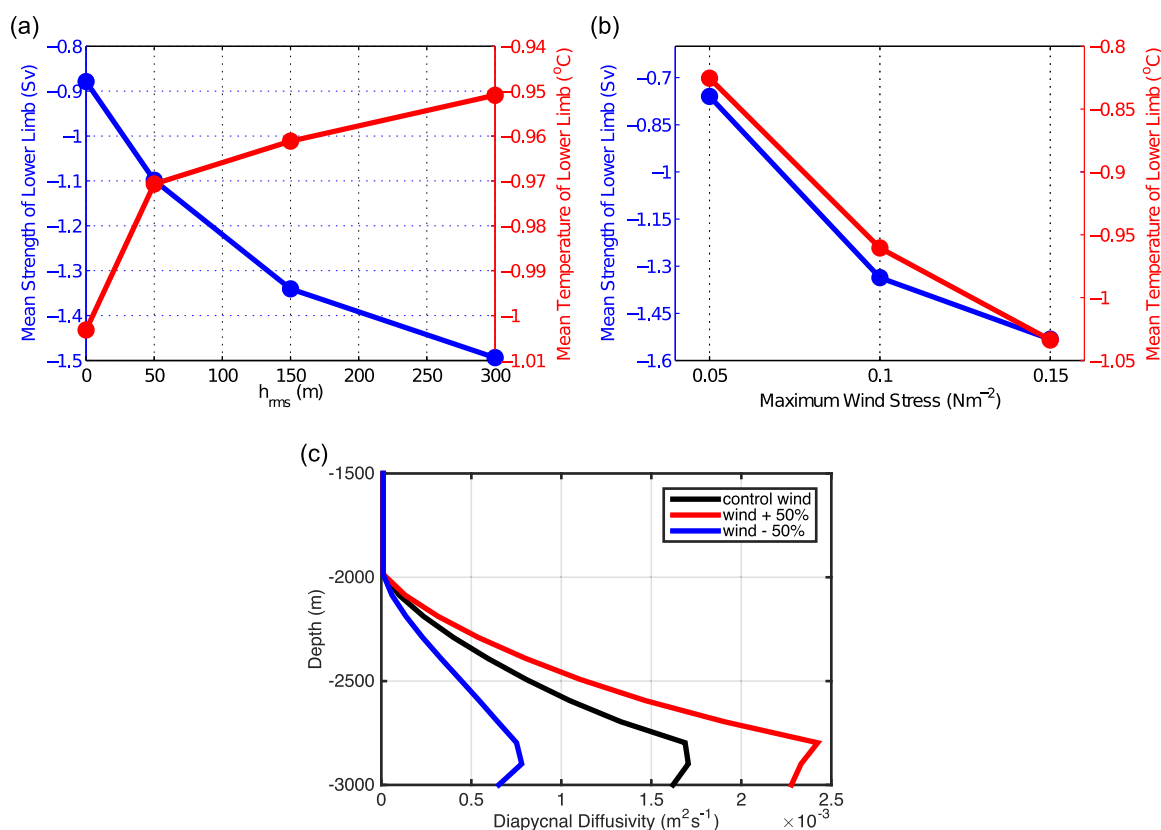 (a)
−0.8
−0.9
−1
−1.1
−1.2
−1.3
−1.4
−1.5
Mean Strength of Lower Limb (Sv)
−0.94
−0.95
−0.96
−0.97
−0.98
−0.99
−1
−1.01
Mean Temperature of Lower Limb (°C)
0 50 100 150 200 250 300
h_rms (m)
(b)
−0.7
−0.85
−1
−1.15
−1.3
−1.45
−1.6
Mean Strength of Lower Limb (Sv)
−0.8
−0.85
−0.9
−0.95
−1
−1.05
Mean Temperature of Lower Limb (°C)
0.05 0.1 0.15
Maximum Wind Stress (Nm⁻²)
(c)
-1500
-2000
-2500
-3000
Depth (m)
control wind
wind + 50%
wind - 50%
0 0.5 1 1.5 2 2.5
Diapycnal Diffusivity (m²s⁻¹)
×10⁻³